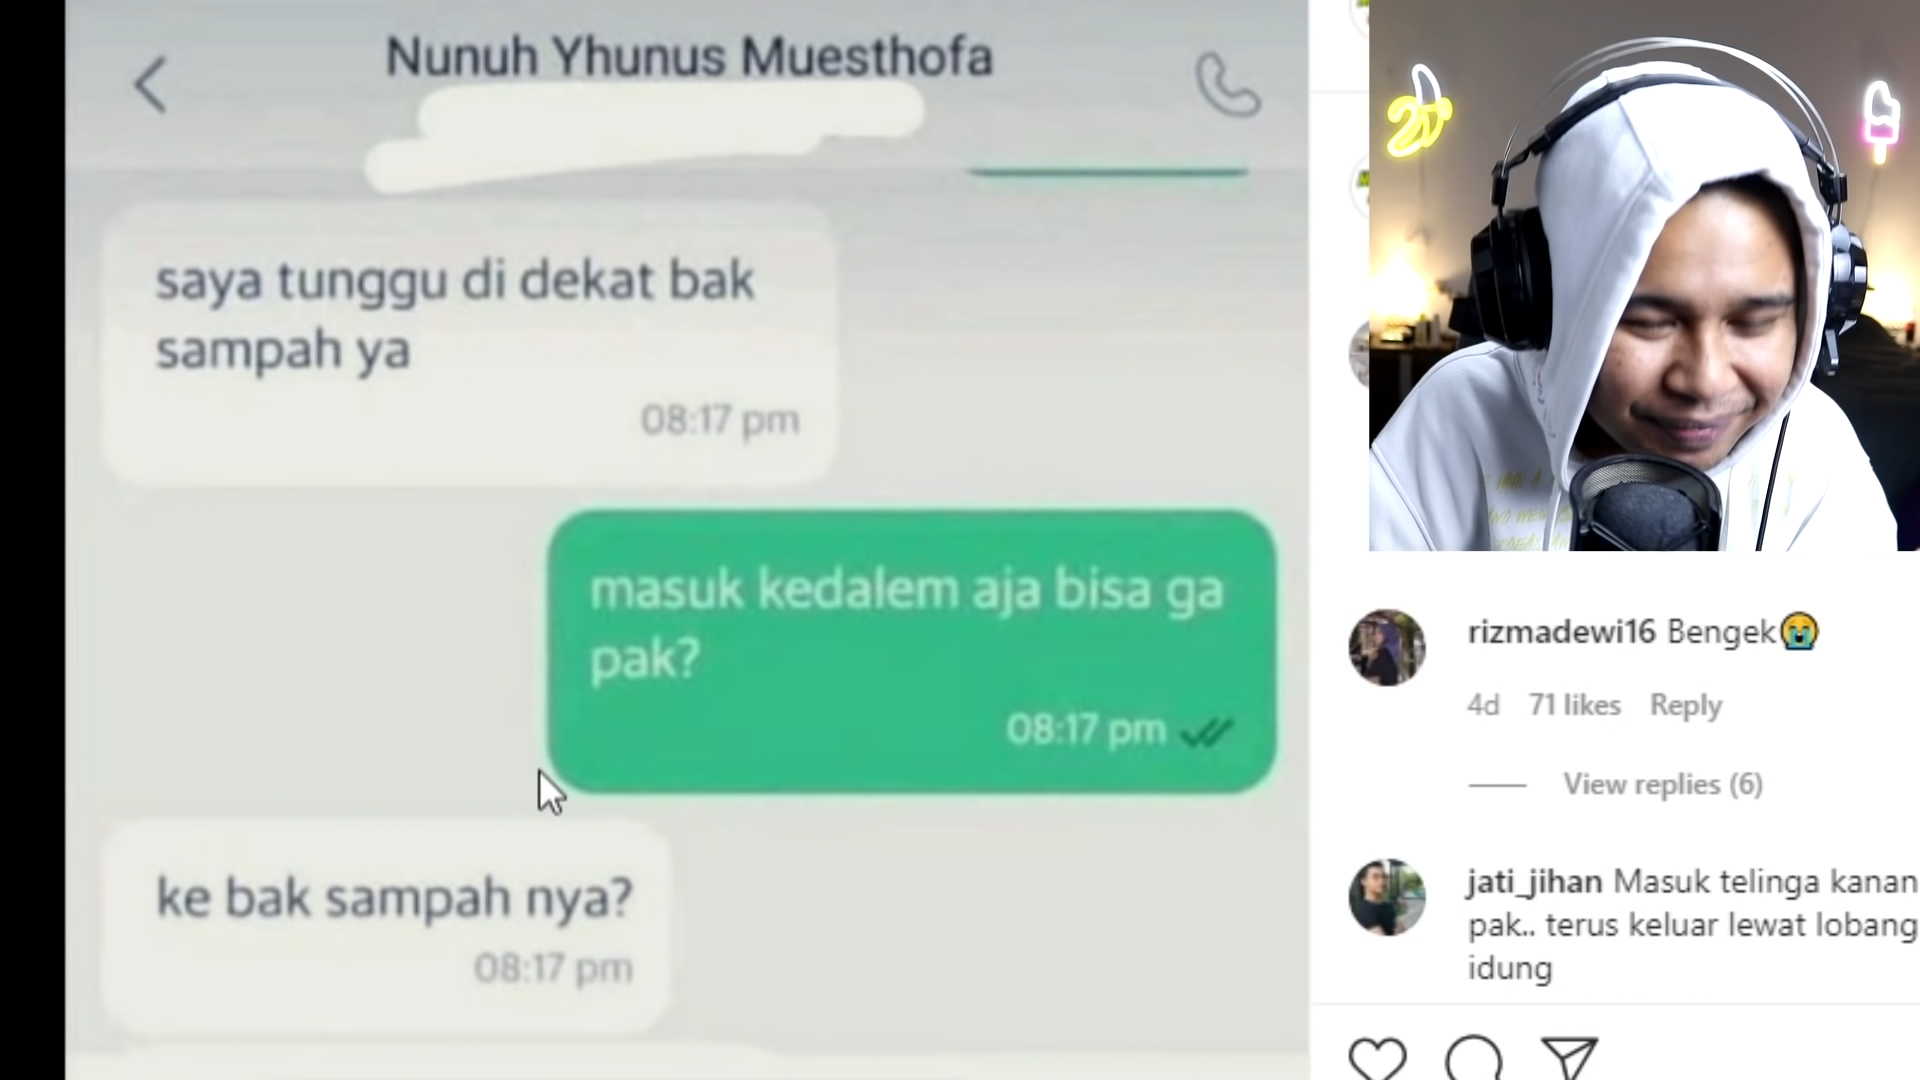 Nunuh Yhunus Muesthofa
saya tunggu di dekat bak
sampah ya
08:17 pm
masuk kedalem aja bisa ga
pak?
08:17 pm
ke bak sampah nya?
08:17 pm
rizmadewi16 Bengek😭
4d 71 likes Reply
View replies (6)
jati_jihan Masuk telinga kanan
pak.. terus keluar lewat lobang
idung